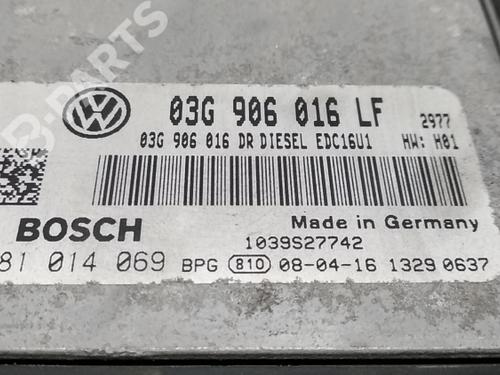 B-PARTS
03G 906 016 LF 2977
03G 906 016 DR DIESEL EDC16U1 HW: H01
BOSCH
Made in Germany
1039S27742
81 014 069 BPG 810 08-04-16 1329 0637